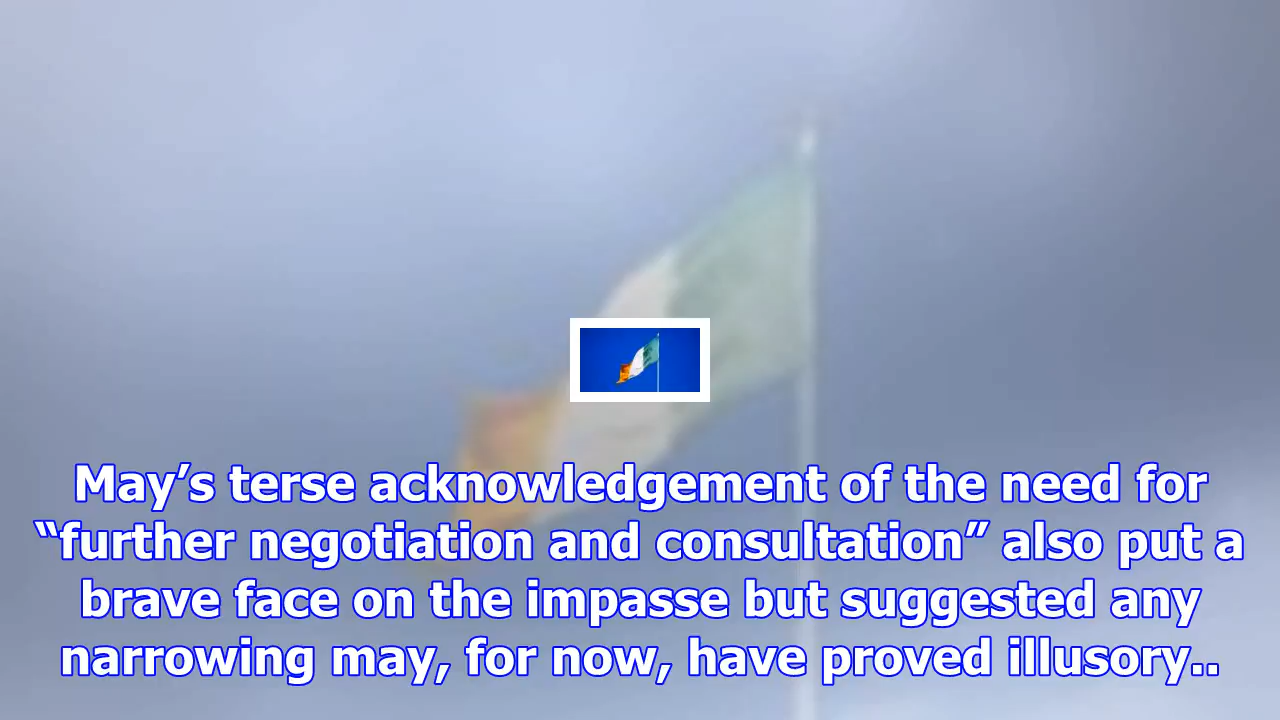 May’s terse acknowledgement of the need for
“further negotiation and consultation” also put a
brave face on the impasse but suggested any
narrowing may, for now, have proved illusory..